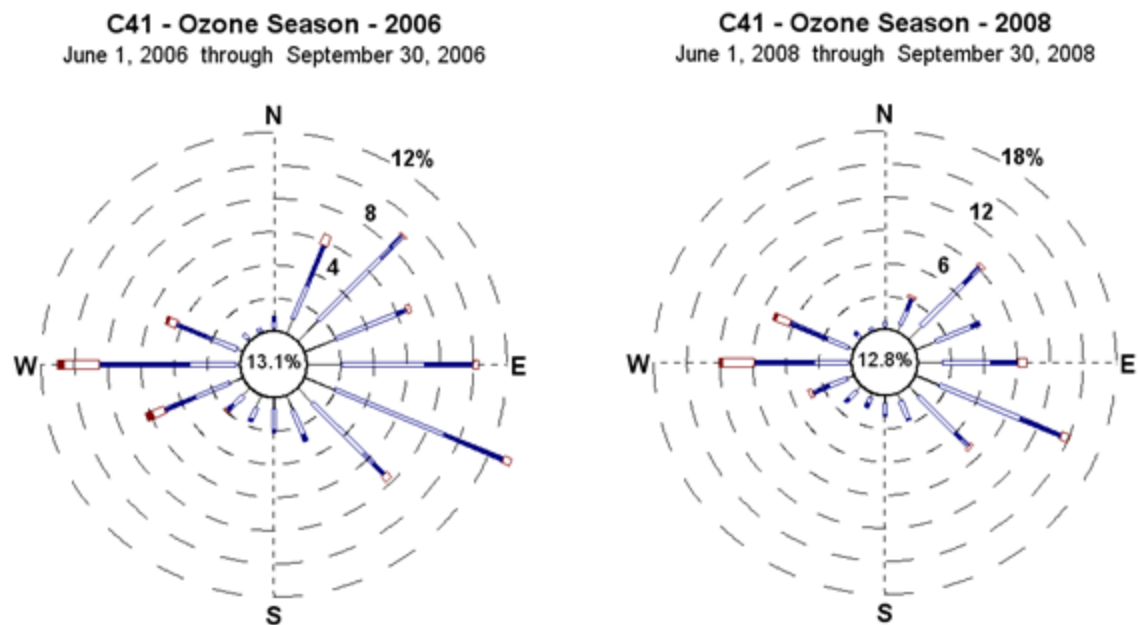 C41 - Ozone Season - 2006
June 1, 2006 through September 30, 2006
N
12%
8
4
W
13.1%
E
S
C41 - Ozone Season - 2008
June 1, 2008 through September 30, 2008
N
18%
12
6
W
12.8%
E
S